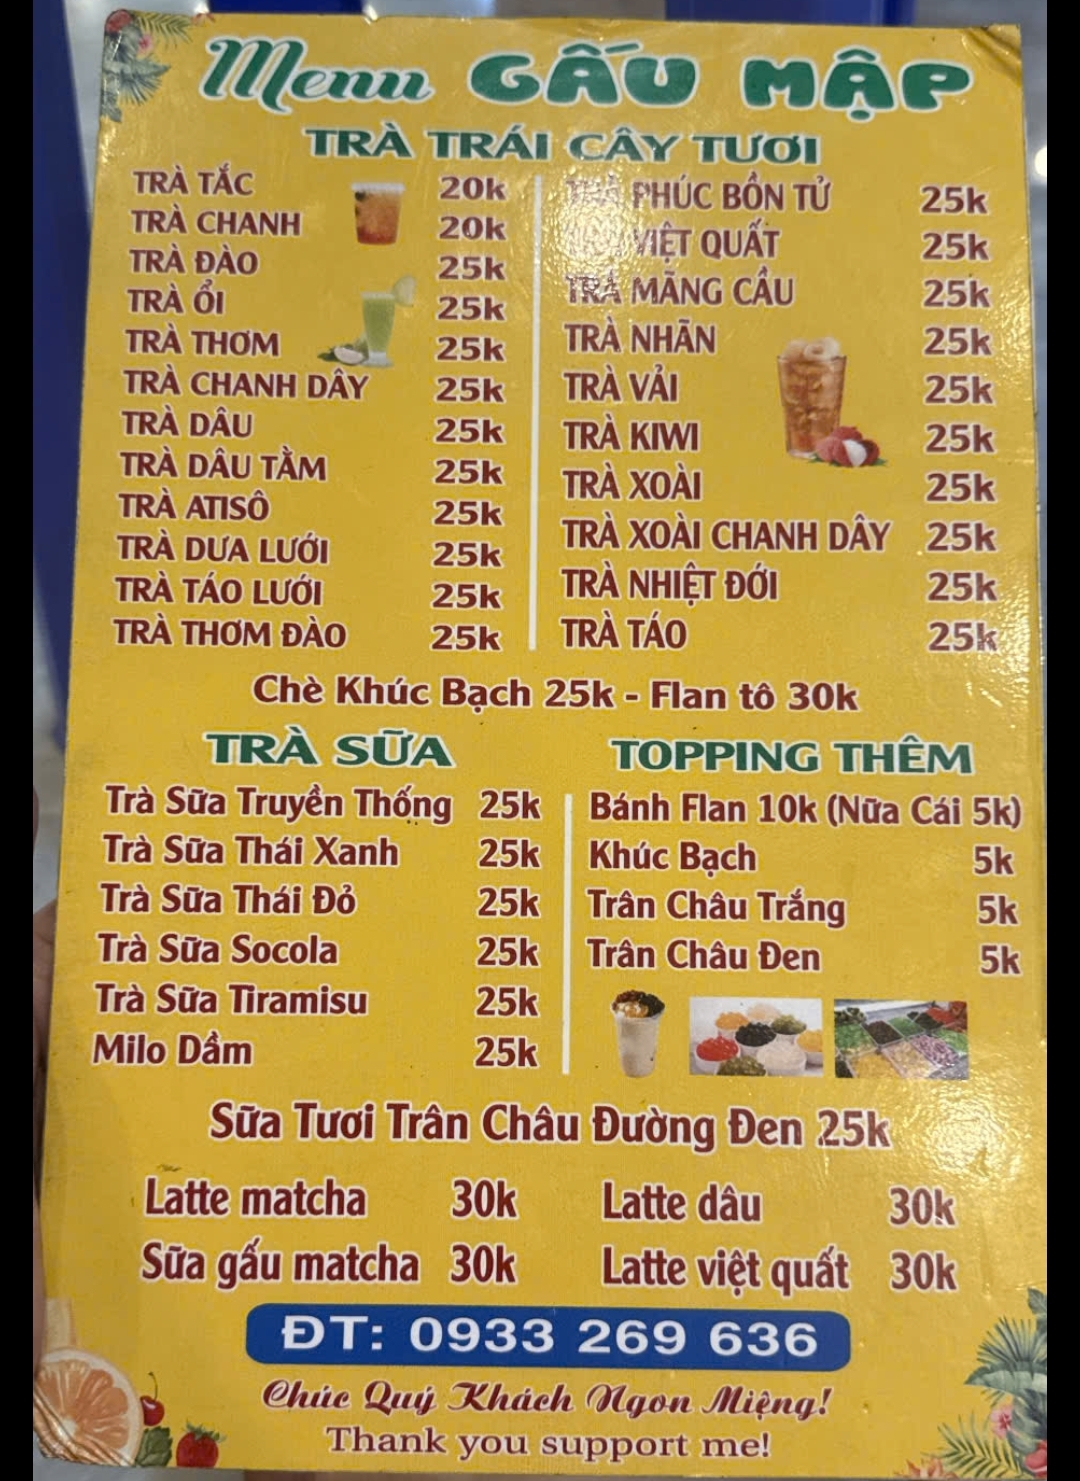 Menu GẤU MẬP
TRÀ TRÁI CÂY TƯƠI
TRÀ TẮC 20k
TRÀ CHANH 20k
TRÀ ĐÀO 25k
TRÀ ỔI 25k
TRÀ THƠM 25k
TRÀ CHANH DÂY 25k
TRÀ DÂU 25k
TRÀ DÂU TẰM 25k
TRÀ ATISÔ 25k
TRÀ DƯA LƯỚI 25k
TRÀ TÁO LƯỚI 25k
TRÀ THƠM ĐÀO 25k
TRÀ PHÚC BỒN TỬ 25k
TRÀ VIỆT QUẤT 25k
TRÀ MÃNG CẦU 25k
TRÀ NHÃN 25k
TRÀ VẢI 25k
TRÀ KIWI 25k
TRÀ XOÀI 25k
TRÀ XOÀI CHANH DÂY 25k
TRÀ NHIỆT ĐỚI 25k
TRÀ TÁO 25k
Chè Khúc Bạch 25k - Flan tô 30k
TRÀ SỮA
Trà Sữa Truyền Thống 25k
Trà Sữa Thái Xanh 25k
Trà Sữa Thái Đỏ 25k
Trà Sữa Socola 25k
Trà Sữa Tiramisu 25k
Milo Dầm 25k
TOPPING THÊM
Bánh Flan 10k (Nữa Cái 5k)
Khúc Bạch 5k
Trân Châu Trắng 5k
Trân Châu Đen 5k
Sữa Tươi Trân Châu Đường Đen 25k
Latte matcha 30k Latte dâu 30k
Sữa gấu matcha 30k Latte việt quất 30k
ĐT: 0933 269 636
Chúc Quý Khách Ngon Miệng!
Thank you support me!